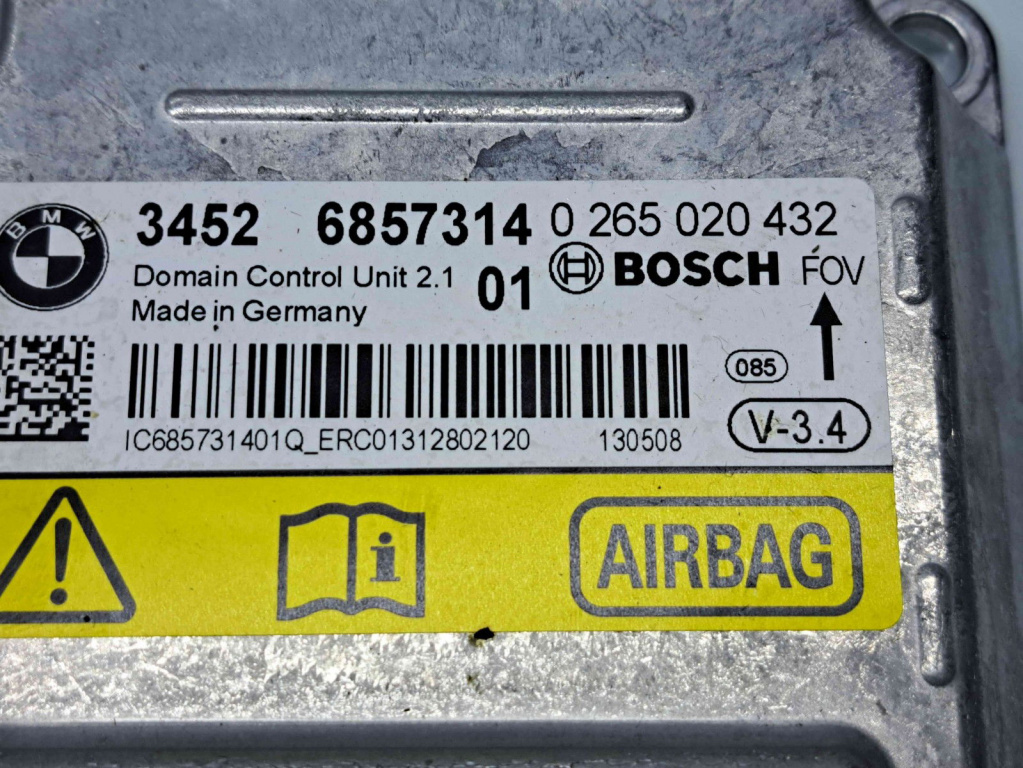 BMW
3452 6857314 0 265 020 432
Domain Control Unit 2.1 01 BOSCH FOV
Made in Germany
085
V-3.4
IC685731401Q_ERC01312802120 130508
! i AIRBAG